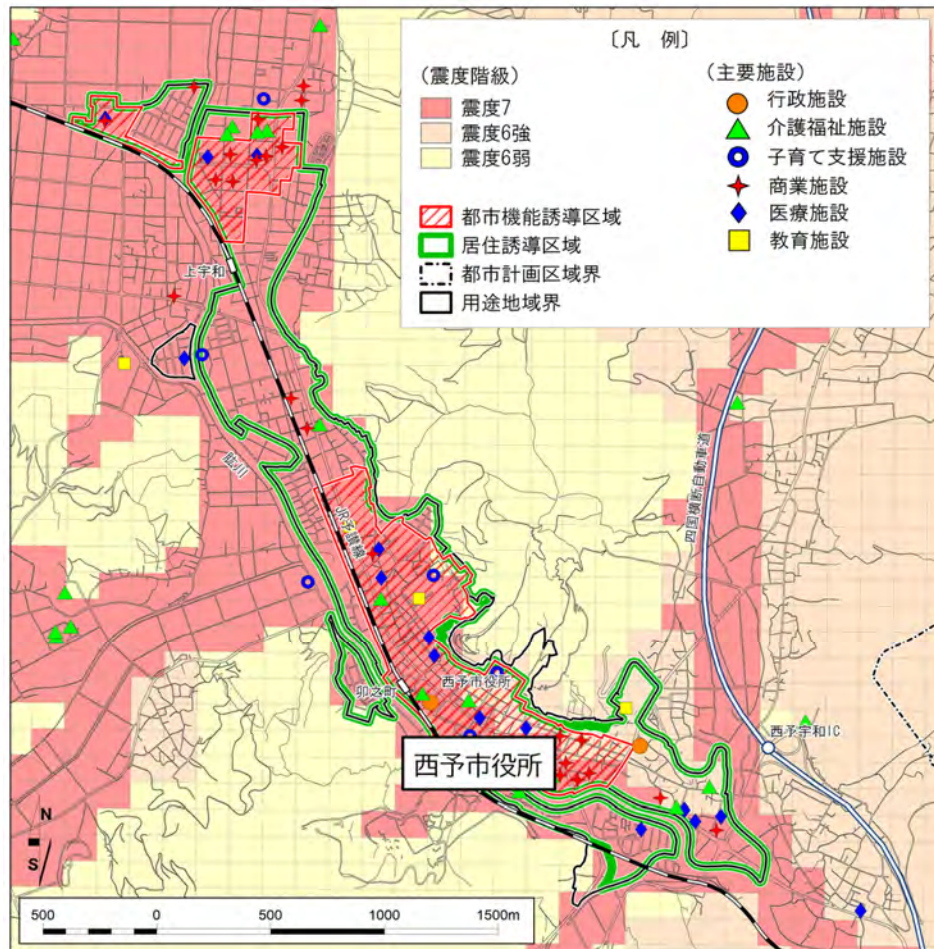 〔凡 例〕
(震度階級)
震度7
震度6強
震度6弱
都市機能誘導区域
居住誘導区域
都市計画区域界
用途地域界
(主要施設)
行政施設
介護福祉施設
子育て支援施設
商業施設
医療施設
教育施設
上宇和
肱川
JR予讃線
四国横断自動車道
西予市役所
卯之町
西予宇和IC
西予市役所
N
S
500 0 500 1000 1500m